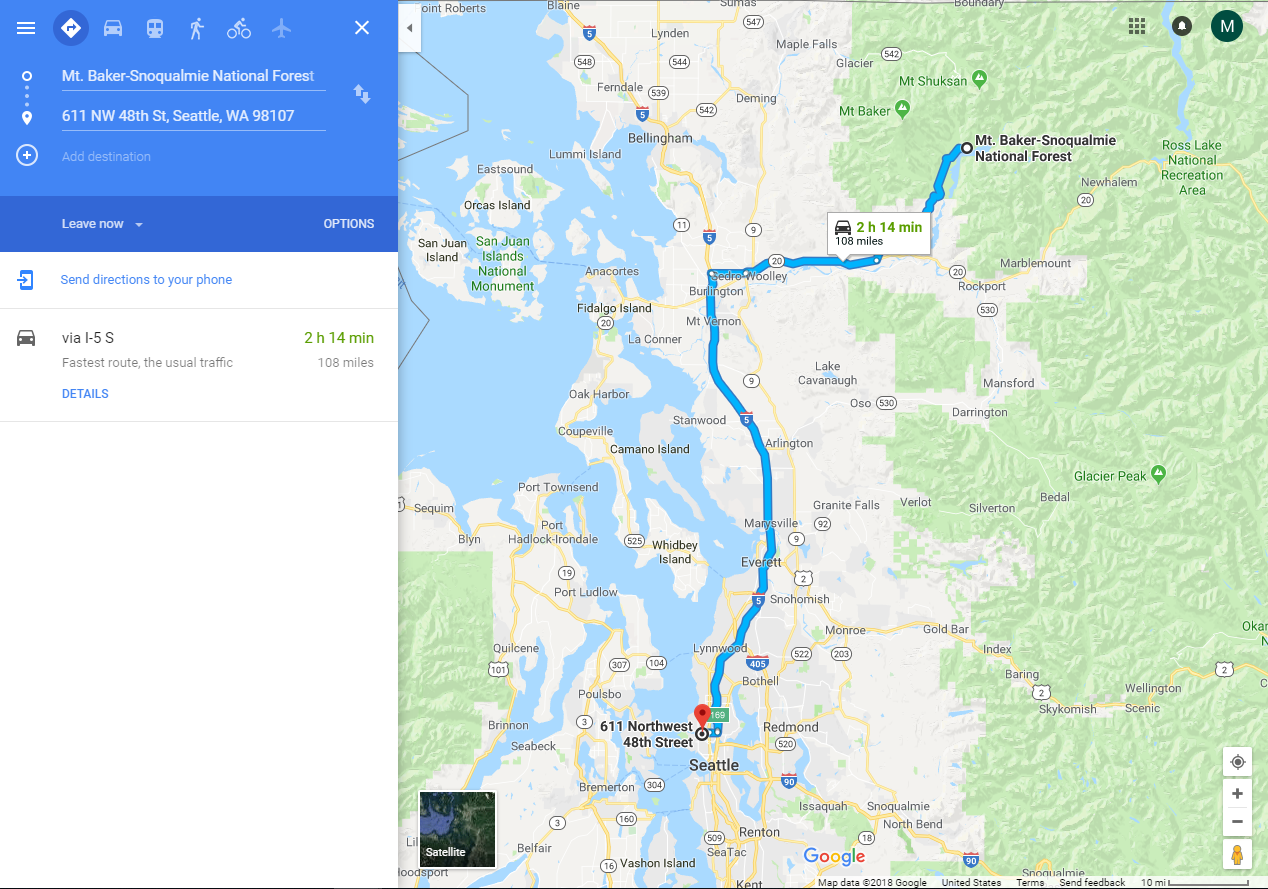 Mt. Baker-Snoqualmie National Forest
611 NW 48th St, Seattle, WA 98107
Add destination
Leave now
OPTIONS
Send directions to your phone
via I-5 S
2 h 14 min
Fastest route, the usual traffic
108 miles
DETAILS
M
Point Roberts
Blaine
Sumas
Boundary
5
547
Lynden
Maple Falls
548
544
542
Glacier
Mt Shuksan
Ferndale
539
Deming
Mt Baker
5
542
Bellingham
Mt. Baker-Snoqualmie
National Forest
Lummi Island
Ross Lake
National
Recreation
Area
Eastsound
Newhalem
20
Orcas Island
11
9
2 h 14 min
108 miles
San Juan
Island
San Juan
Islands
National
Monument
5
Anacortes
20
Sedro-Woolley
Marblemount
20
Burlington
Rockport
Fidalgo Island
20
530
Mt Vernon
La Conner
Lake
Cavanaugh
9
Mansford
Oak Harbor
Oso
530
Darrington
Stanwood
5
Coupeville
Arlington
Camano Island
Glacier Peak
Port Townsend
Bedal
Sequim
Granite Falls
Verlot
Silverton
Port
Hadlock-Irondale
Marysville
92
Blyn
525
9
Whidbey
Island
Everett
19
2
Port Ludlow
5
Snohomish
Monroe
Gold Bar
Quilcene
Lynnwood
522
203
Index
101
307
104
405
Baring
2
Bothell
2
Wellington
Poulsbo
Skykomish
Scenic
3
169
Brinnon
611 Northwest
48th Street
Redmond
Seabeck
520
Seattle
304
90
Bremerton
Issaquah
Snoqualmie
3
160
North Bend
509
Renton
18
Belfair
SeaTac
Satellite
16
Vashon Island
Google
90
Kent
Map data ©2018 Google
United States
Terms
Send feedback
10 mi